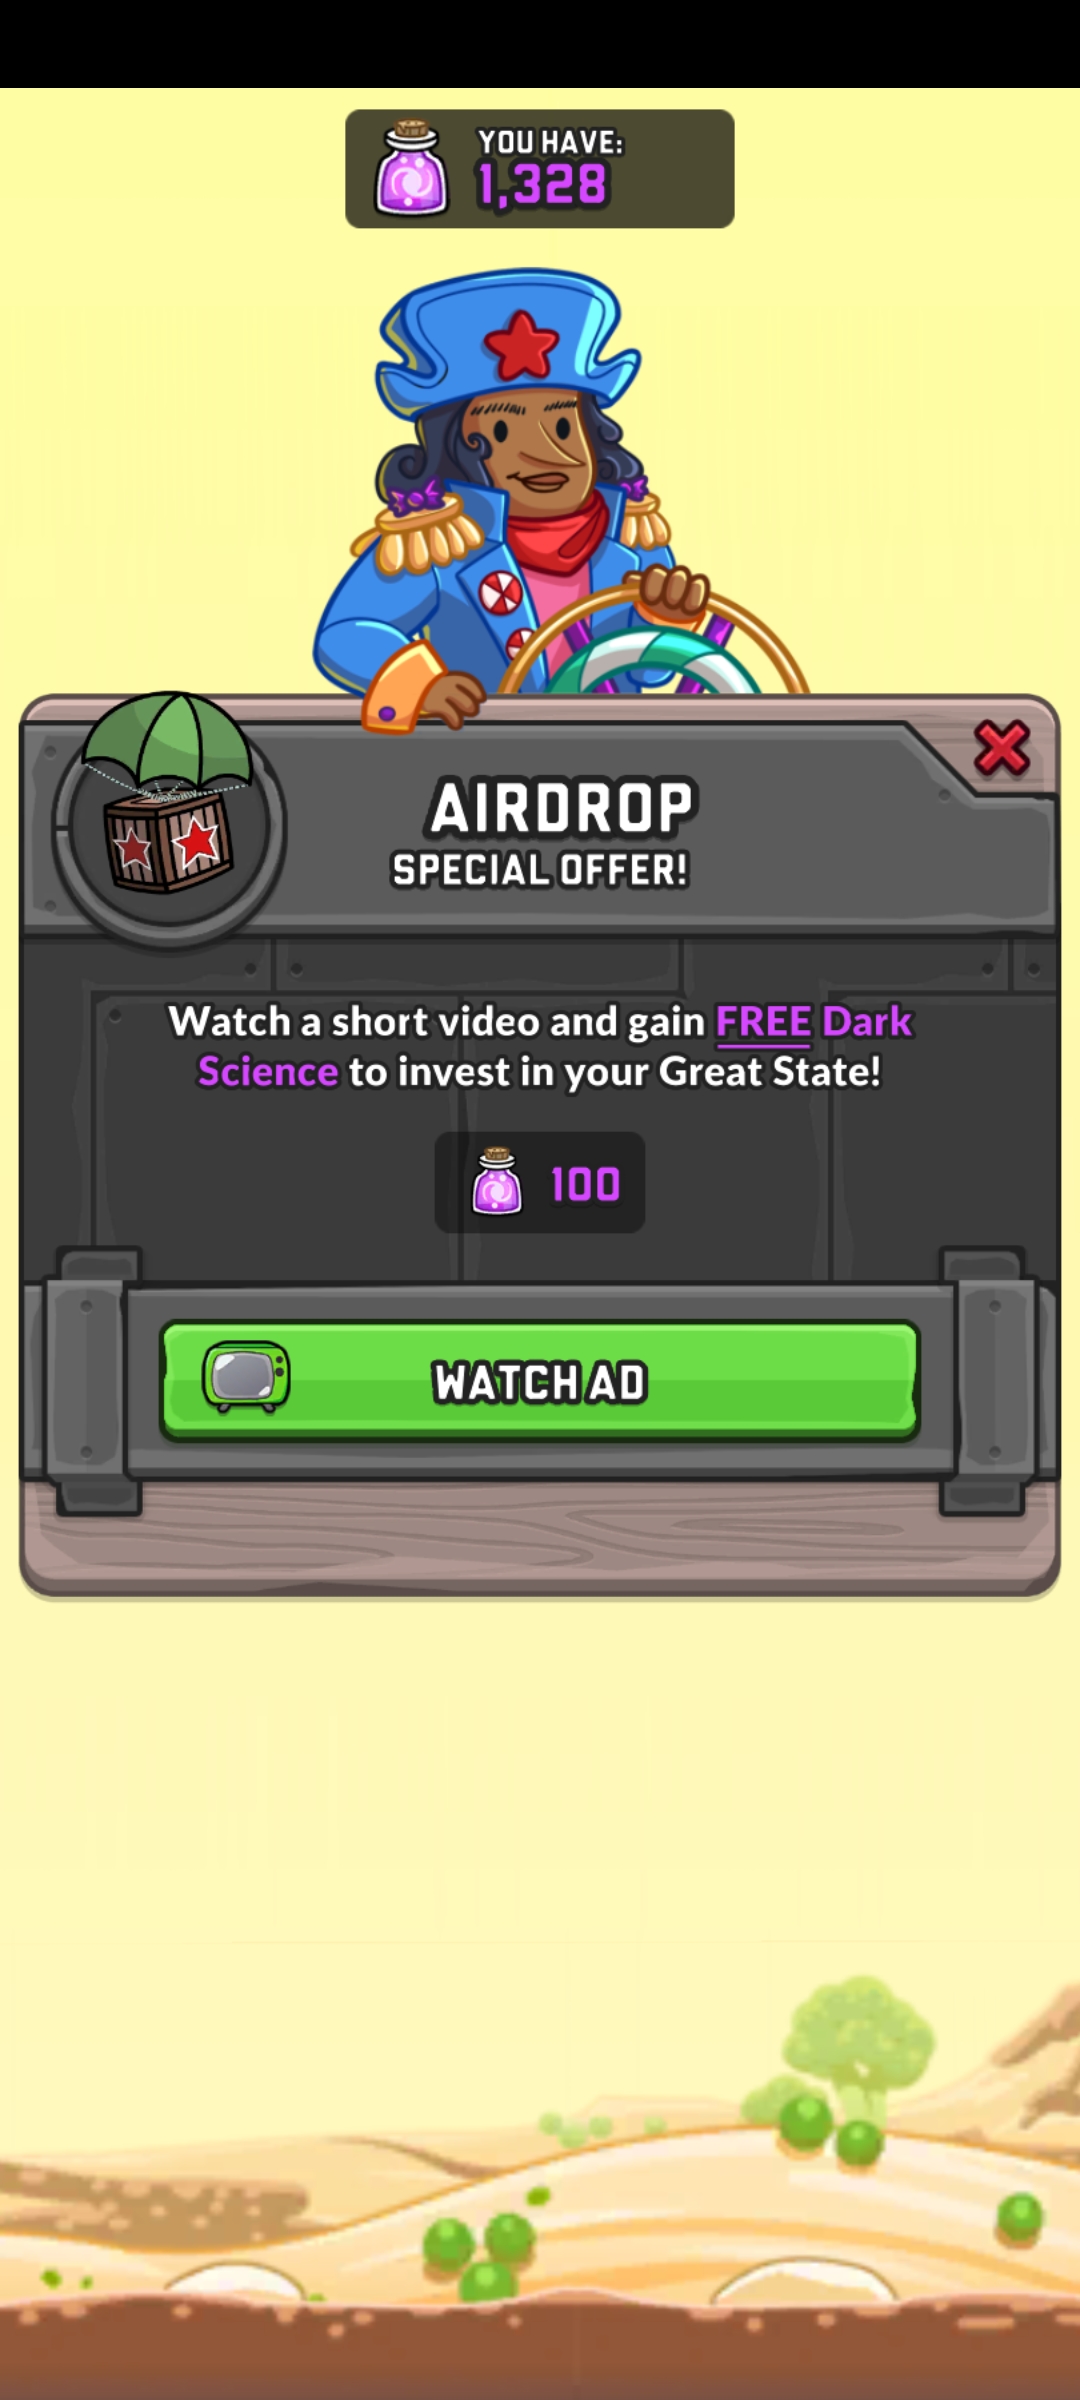 YOU HAVE:
1,328
AIRDROP
SPECIAL OFFER!
Watch a short video and gain FREE Dark
Science to invest in your Great State!
100
WATCH AD